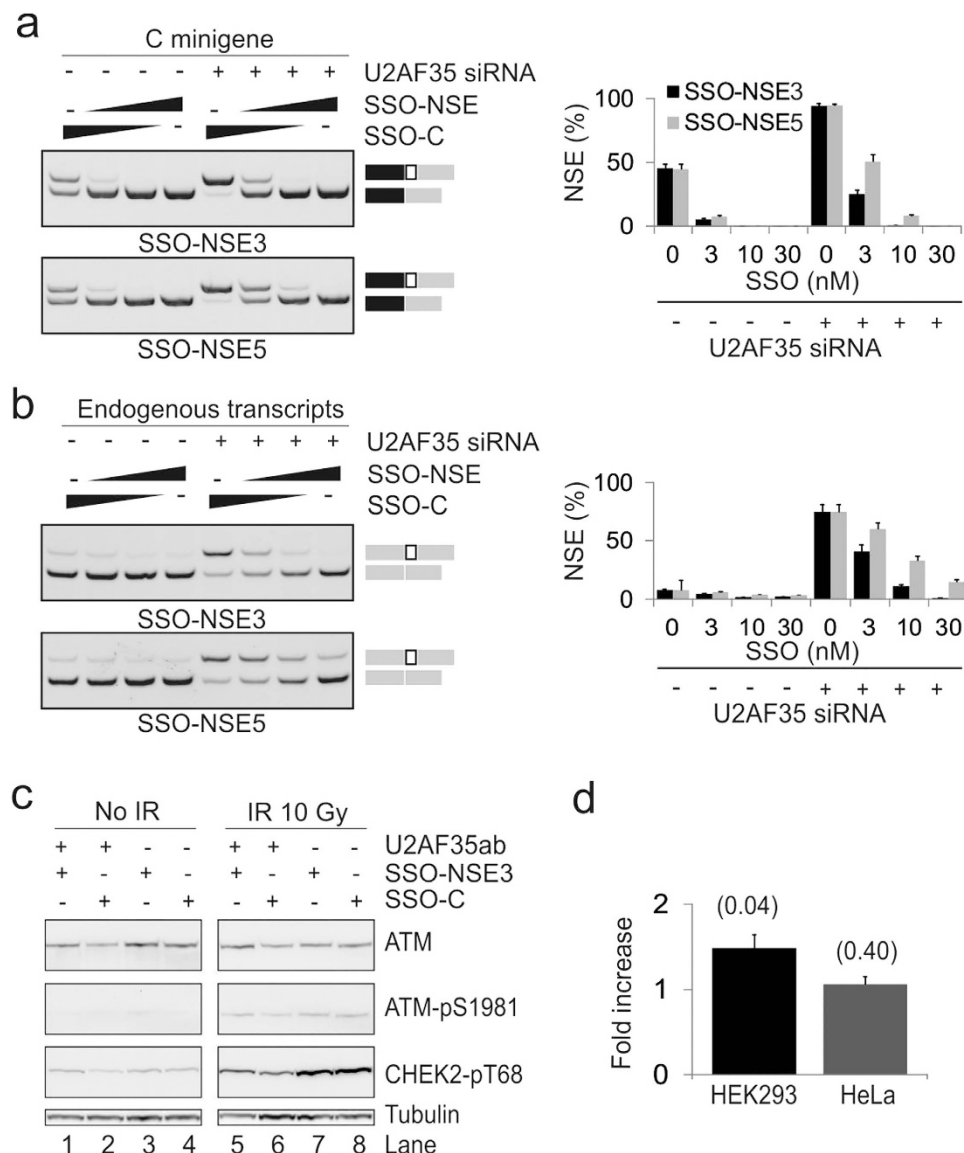 a
C minigene
- - - - + + + + U2AF35 siRNA
- - SSO-NSE
- - SSO-C
SSO-NSE3
SSO-NSE5
NSE (%)
100
50
0
SSO-NSE3
SSO-NSE5
0 3 10 30 0 3 10 30
SSO (nM)
- - - - + + + +
U2AF35 siRNA
b
Endogenous transcripts
- - - - + + + + U2AF35 siRNA
- - SSO-NSE
- - SSO-C
SSO-NSE3
SSO-NSE5
NSE (%)
100
50
0
0 3 10 30 0 3 10 30
SSO (nM)
- - - - + + + +
U2AF35 siRNA
c
No IR IR 10 Gy
+ + - - + + - - U2AF35ab
+ - + - + - + - SSO-NSE3
- + - + - + - + SSO-C
ATM
ATM-pS1981
CHEK2-pT68
Tubulin
1 2 3 4 5 6 7 8 Lane
d
Fold increase
2
1
0
(0.04)
(0.40)
HEK293 HeLa